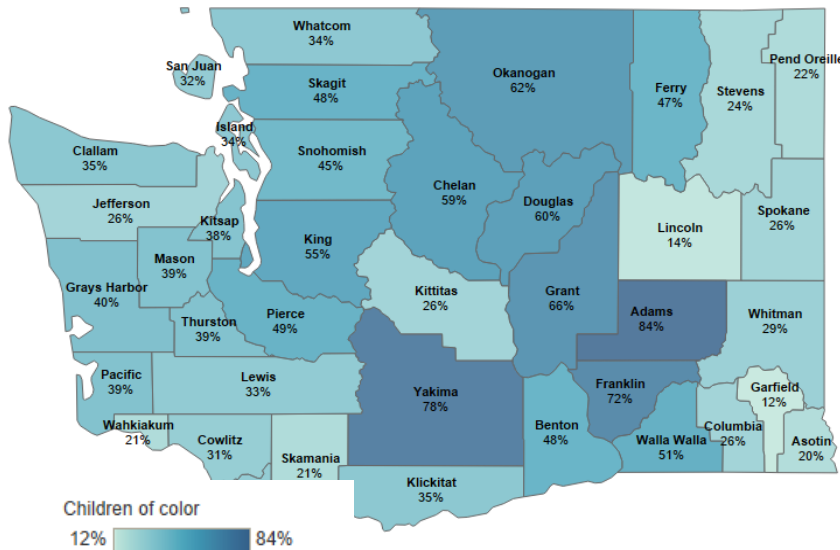 Whatcom
34%
San Juan
32%
Skagit
48%
Okanogan
62%
Ferry
47%
Stevens
24%
Pend Oreille
22%
Island
34%
Clallam
35%
Snohomish
45%
Chelan
59%
Douglas
60%
Jefferson
26%
Kitsap
38%
King
55%
Lincoln
14%
Spokane
26%
Mason
39%
Grays Harbor
40%
Kittitas
26%
Grant
66%
Adams
84%
Whitman
29%
Thurston
39%
Pierce
49%
Pacific
39%
Lewis
33%
Yakima
78%
Franklin
72%
Garfield
12%
Wahkiakum
21%
Cowlitz
31%
Skamania
21%
Benton
48%
Walla Walla
51%
Columbia
26%
Asotin
20%
Klickitat
35%
Children of color
12% 84%